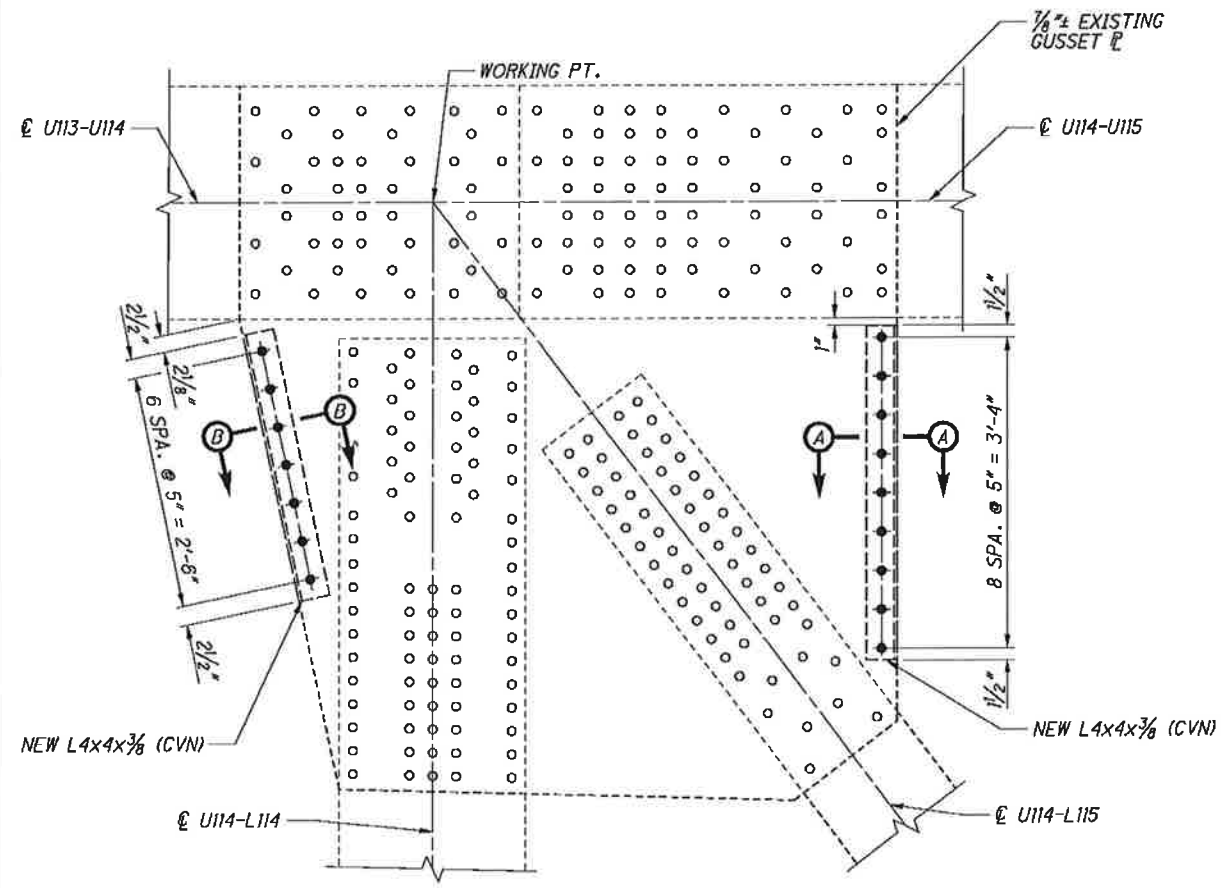 7/8"± EXISTING
GUSSET ℙ
WORKING PT.
℄ U113-U114
℄ U114-U115
2 1/2"
2 1/8"
6 SPA. @ 5" = 2'-6"
2 1/2"
B
B
1"
A
A
1 1/2"
8 SPA. @ 5" = 3'-4"
1 1/2"
NEW L4x4x3/8 (CVN)
NEW L4x4x3/8 (CVN)
℄ U114-L114
℄ U114-L115